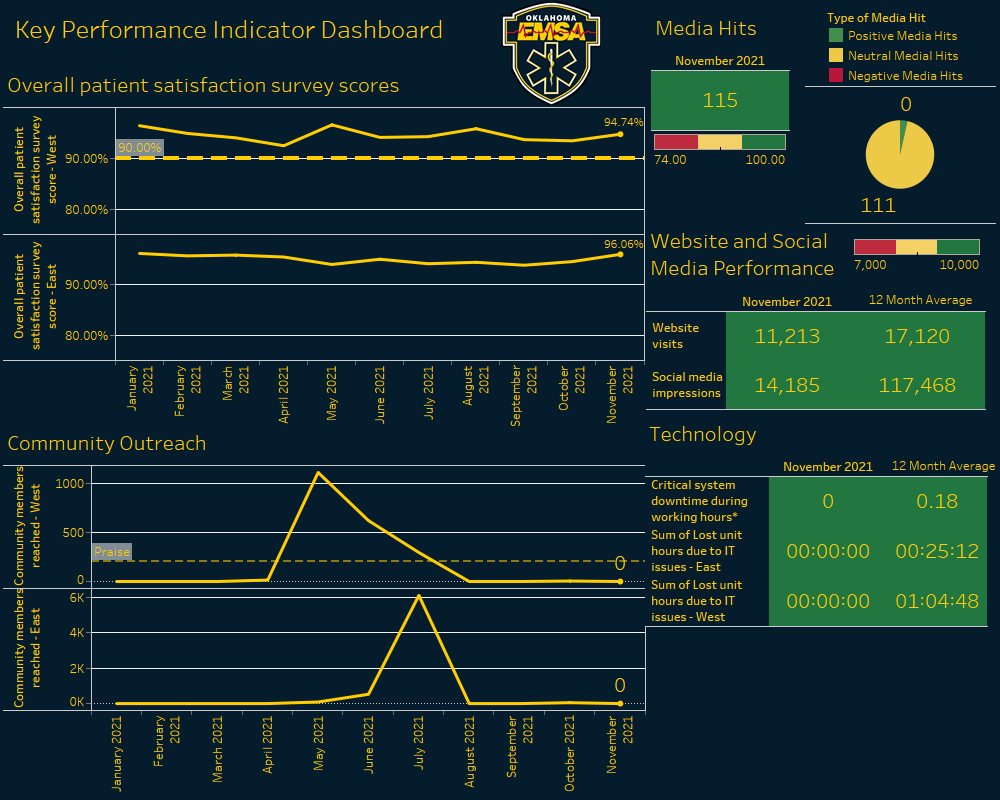 Key Performance Indicator Dashboard
OKLAHOMA
EMSA
Overall patient satisfaction survey scores
Overall patient
satisfaction survey
score - West
90.00%
90.00%
80.00%
94.74%
Overall patient
satisfaction survey
score - East
90.00%
80.00%
96.06%
January
2021
February
2021
March
2021
April 2021
May 2021
June 2021
July 2021
August
2021
September
2021
October
2021
November
2021
Community Outreach
Community members
reached - West
1000
500
0
Praise
0
Community members
reached - East
6K
4K
2K
0K
0
January 2021
February
2021
March 2021
April 2021
May 2021
June 2021
July 2021
August 2021
September
2021
October 2021
November
2021
Media Hits
November 2021
115
74.00
100.00
Type of Media Hit
Positive Media Hits
Neutral Medial Hits
Negative Media Hits
0
111
Website and Social
Media Performance
7,000
10,000
November 2021
12 Month Average
Website
visits
11,213
17,120
Social media
impressions
14,185
117,468
Technology
November 2021
12 Month Average
Critical system
downtime during
working hours*
0
0.18
Sum of Lost unit
hours due to IT
issues - East
00:00:00
00:25:12
Sum of Lost unit
hours due to IT
issues - West
00:00:00
01:04:48